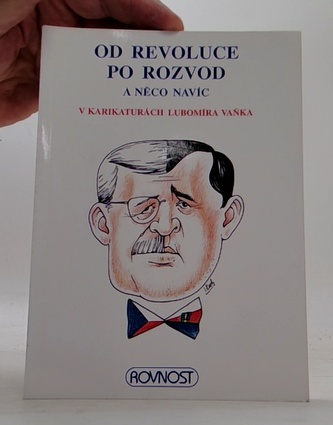 OD REVOLUCE
PO ROZVOD
A NĚCO NAVÍC
V KARIKATURÁCH LUBOMÍRA VAŇKA
ROVNOST